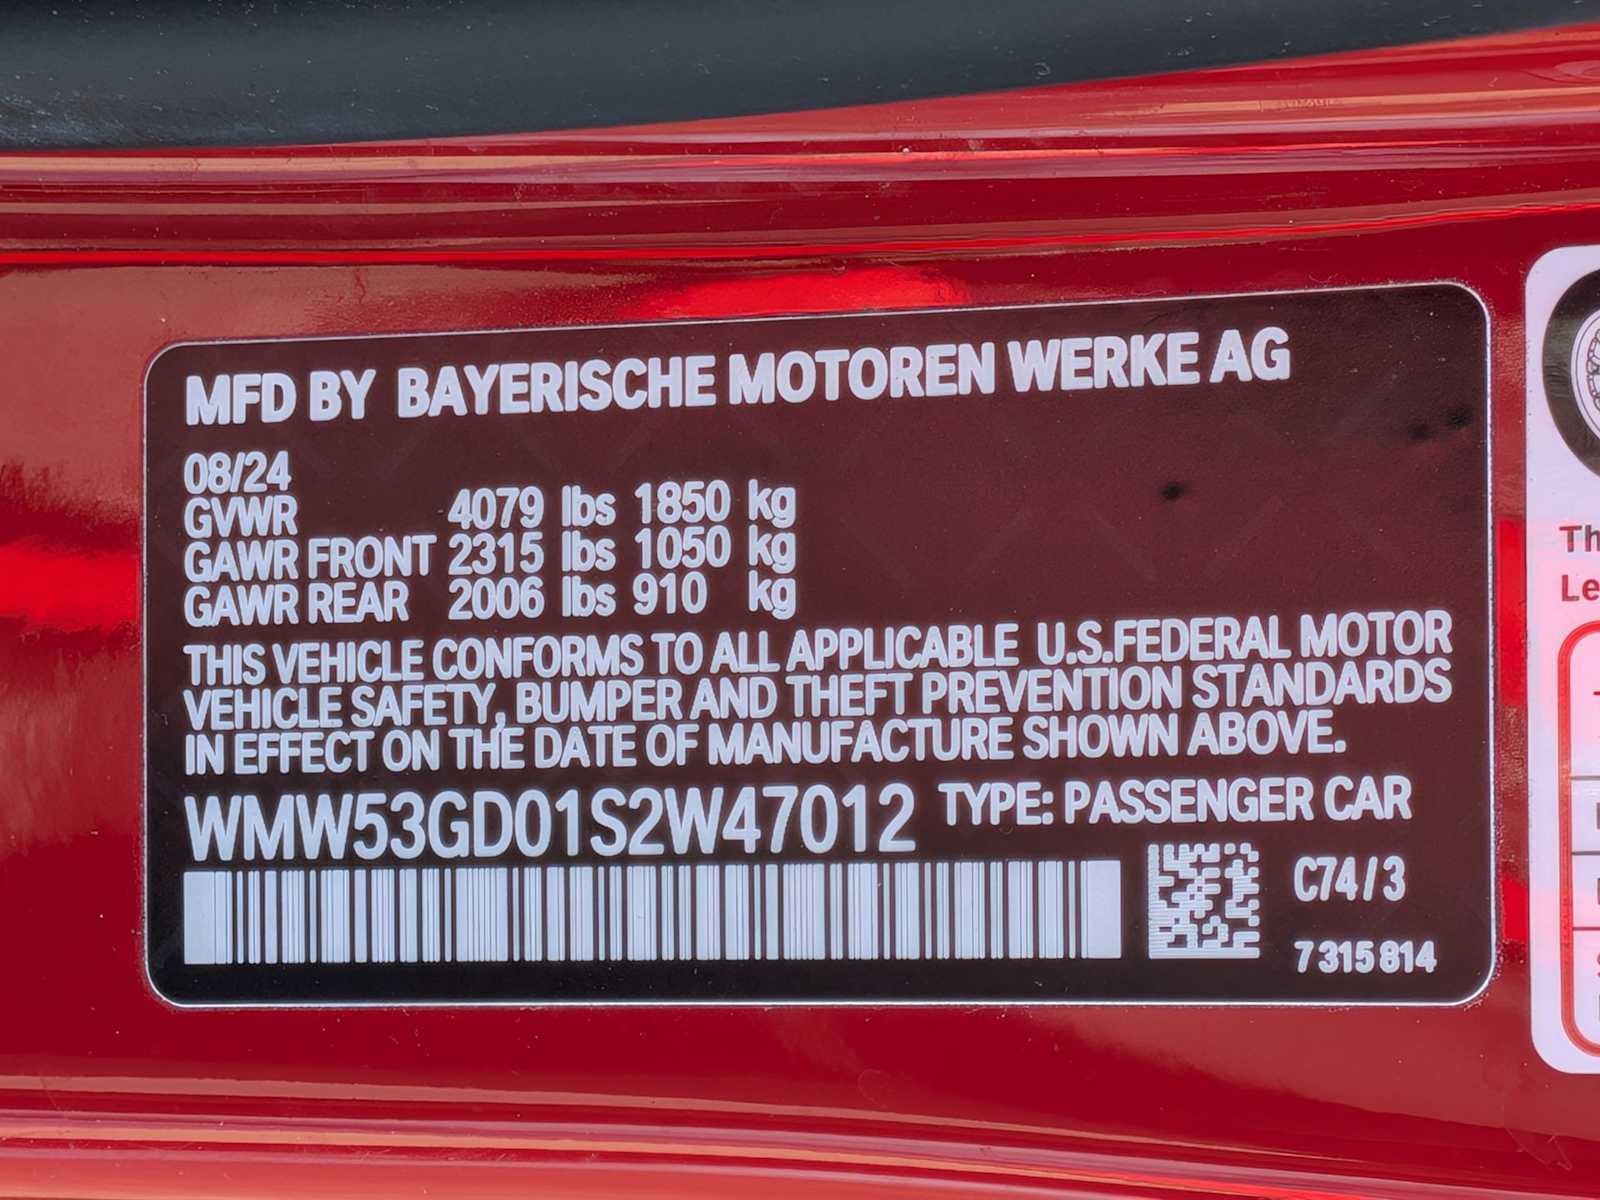 MFD BY BAYERISCHE MOTOREN WERKE AG
08/24
GVWR 4079 lbs 1850 kg
GAWR FRONT 2315 lbs 1050 kg
GAWR REAR 2006 lbs 910 kg
THIS VEHICLE CONFORMS TO ALL APPLICABLE U.S.FEDERAL MOTOR
VEHICLE SAFETY, BUMPER AND THEFT PREVENTION STANDARDS
IN EFFECT ON THE DATE OF MANUFACTURE SHOWN ABOVE.
WMW53GD01S2W47012 TYPE: PASSENGER CAR
C74/3
7 315 814
Th
Le